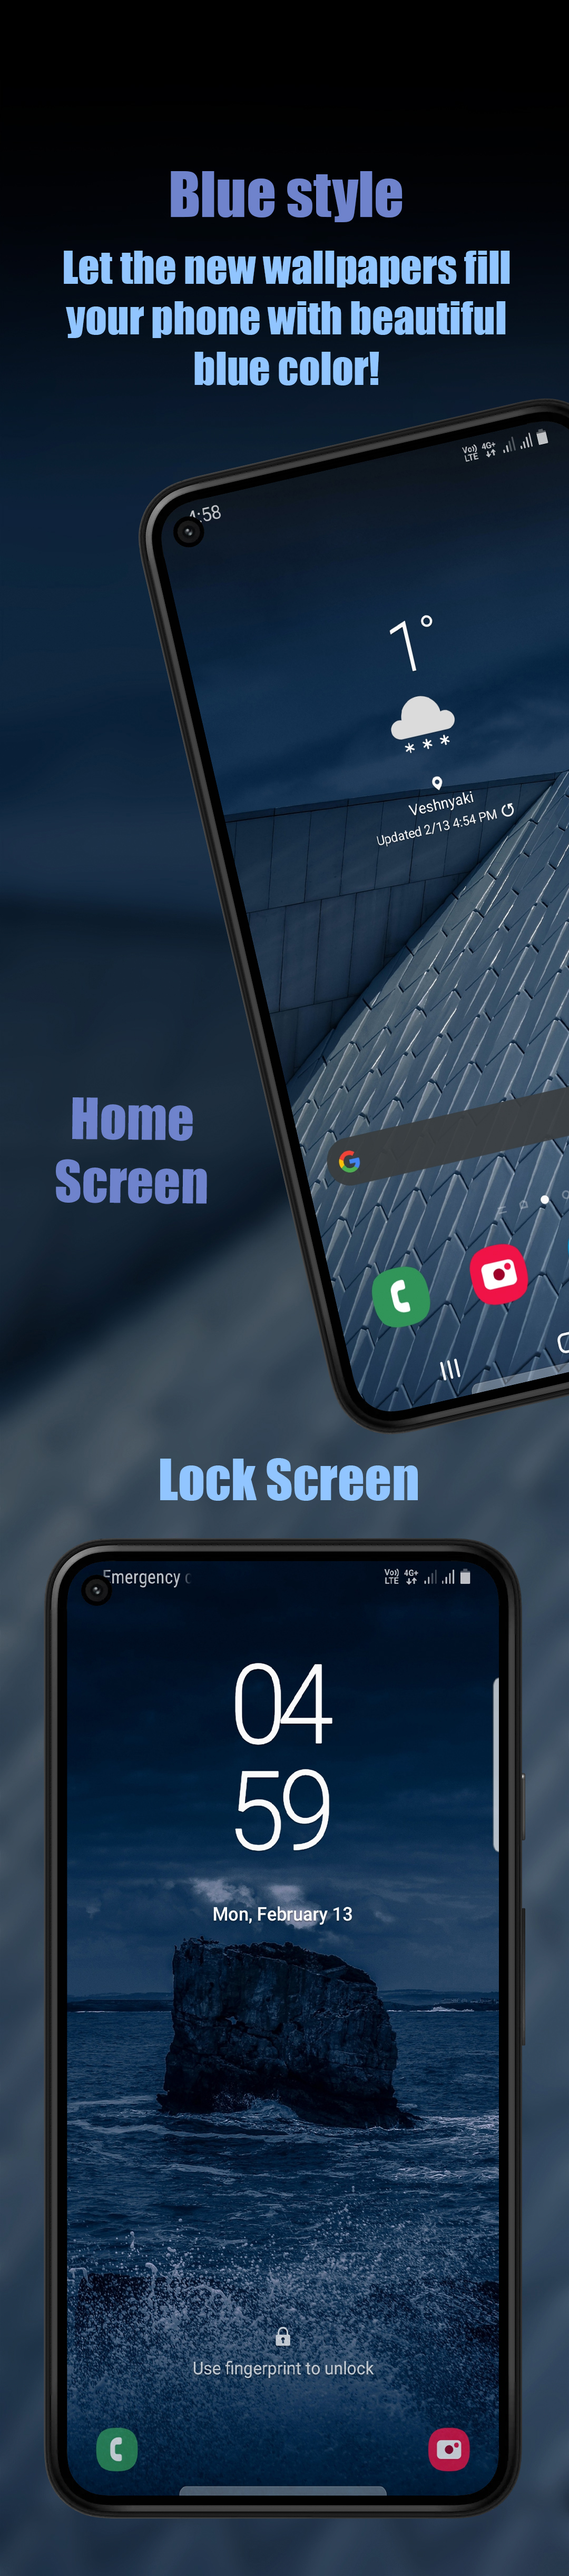 Blue style
Let the new wallpapers fill
your phone with beautiful
blue color!
Vo)) 4G+
LTE
:58
1°
Veshnyaki
Updated 2/13 4:54 PM
G
Home
Screen
Lock Screen
Emergency
Vo)) 4G+
LTE
04
59
Mon, February 13
Use fingerprint to unlock